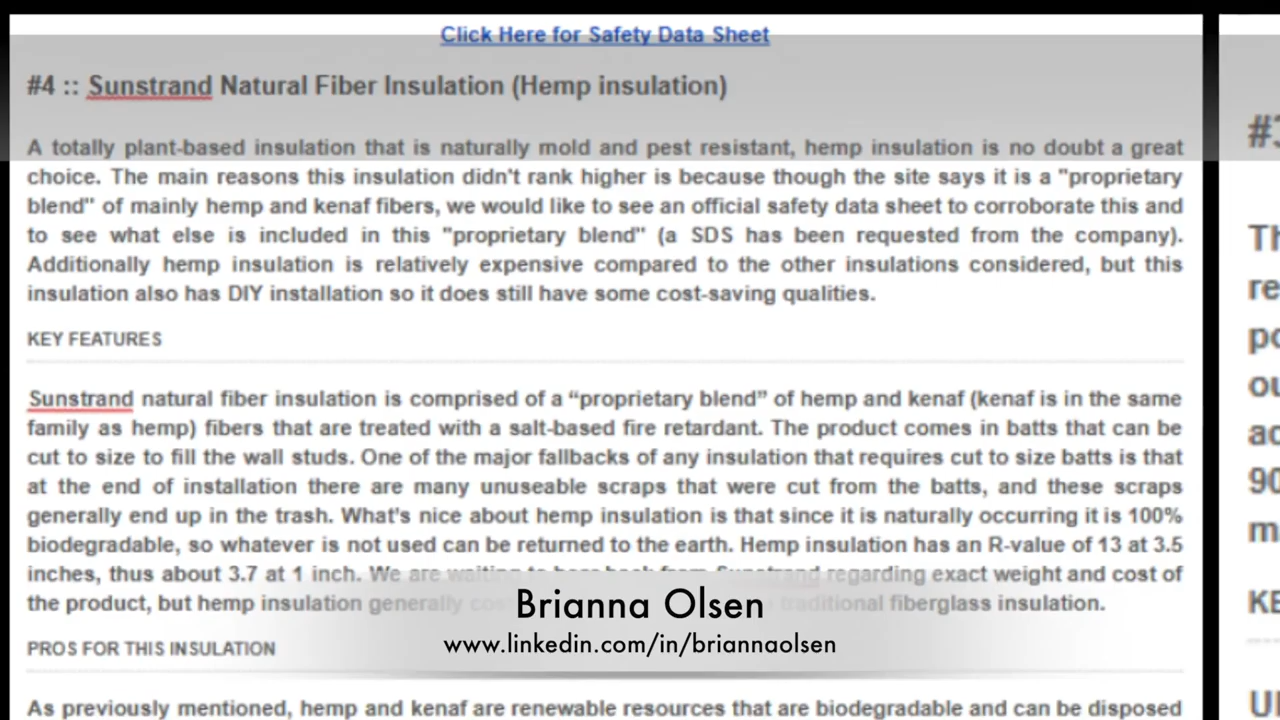 Click Here for Safety Data Sheet
#4 :: Sunstrand Natural Fiber Insulation (Hemp insulation)
A totally plant-based insulation that is naturally mold and pest resistant, hemp insulation is no doubt a great
choice. The main reasons this insulation didn't rank higher is because though the site says it is a "proprietary
blend" of mainly hemp and kenaf fibers, we would like to see an official safety data sheet to corroborate this and
to see what else is included in this "proprietary blend" (a SDS has been requested from the company).
Additionally hemp insulation is relatively expensive compared to the other insulations considered, but this
insulation also has DIY installation so it does still have some cost-saving qualities.
KEY FEATURES
Sunstrand natural fiber insulation is comprised of a “proprietary blend” of hemp and kenaf (kenaf is in the same
family as hemp) fibers that are treated with a salt-based fire retardant. The product comes in batts that can be
cut to size to fill the wall studs. One of the major fallbacks of any insulation that requires cut to size batts is that
at the end of installation there are many unuseable scraps that were cut from the batts, and these scraps
generally end up in the trash. What's nice about hemp insulation is that since it is naturally occurring it is 100%
biodegradable, so whatever is not used can be returned to the earth. Hemp insulation has an R-value of 13 at 3.5
inches, thus about 3.7 at 1 inch. We are waiting to hear back from Sunstrand regarding exact weight and cost of
the product, but hemp insulation generally traditional fiberglass insulation.
Brianna Olsen
www.linkedin.com/in/briannaolsen
PROS FOR THIS INSULATION
As previously mentioned, hemp and kenaf are renewable resources that are biodegradable and can be disposed